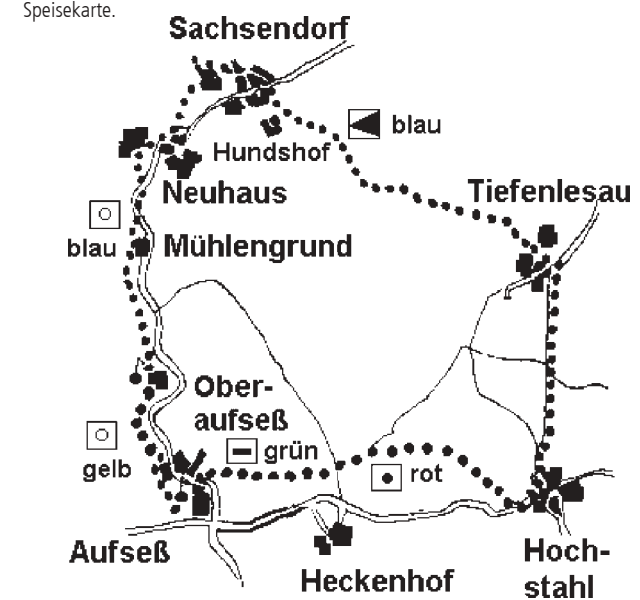 Speisekarte.
Sachsendorf
blau
Hundshof
Neuhaus
Tiefenlesau
blau
Mühlengrund
Ober-
aufseß
grün
gelb
rot
Aufseß
Heckenhof
Hoch-
stahl